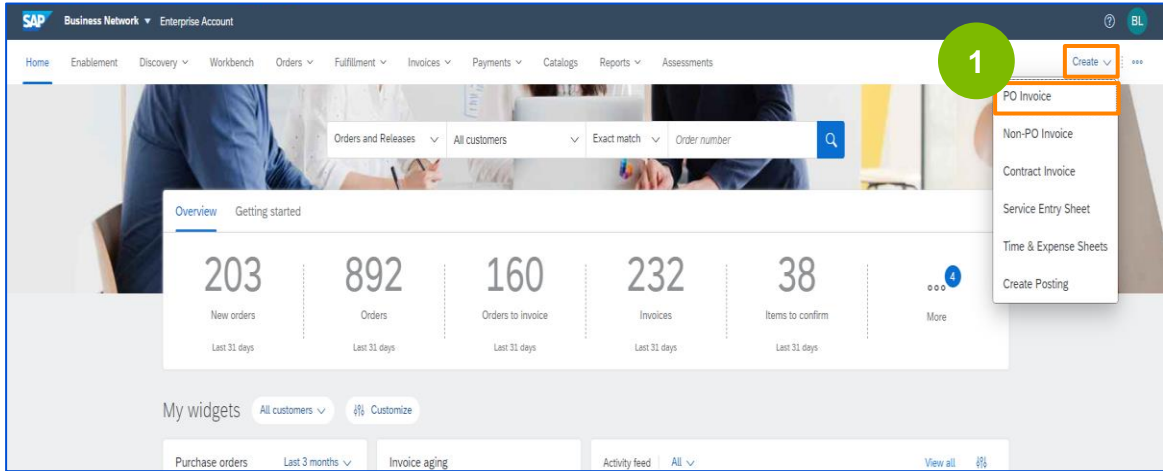 SAP Business Network Enterprise Account BL
Home Enablement Discovery Workbench Orders Fulfillment Invoices Payments Catalogs Reports Assessments 1 Create
PO Invoice
Non-PO Invoice
Contract Invoice
Service Entry Sheet
Time & Expense Sheets
Create Posting
Orders and Releases All customers Exact match Order number
Overview Getting started
203 892 160 232 38 4
New orders Orders Orders to invoice Invoices Items to confirm More
Last 31 days Last 31 days Last 31 days Last 31 days Last 31 days
My widgets All customers Customize
Purchase orders Last 3 months Invoice aging Activity feed All View all